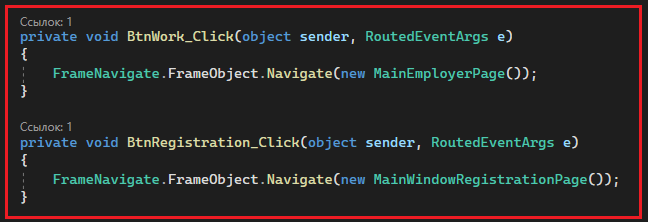 Ссылок: 1
private void BtnWork_Click(object sender, RoutedEventArgs e)
{
FrameNavigate.FrameObject.Navigate(new MainEmployerPage());
}
Ссылок: 1
private void BtnRegistration_Click(object sender, RoutedEventArgs e)
{
FrameNavigate.FrameObject.Navigate(new MainWindowRegistrationPage());
}